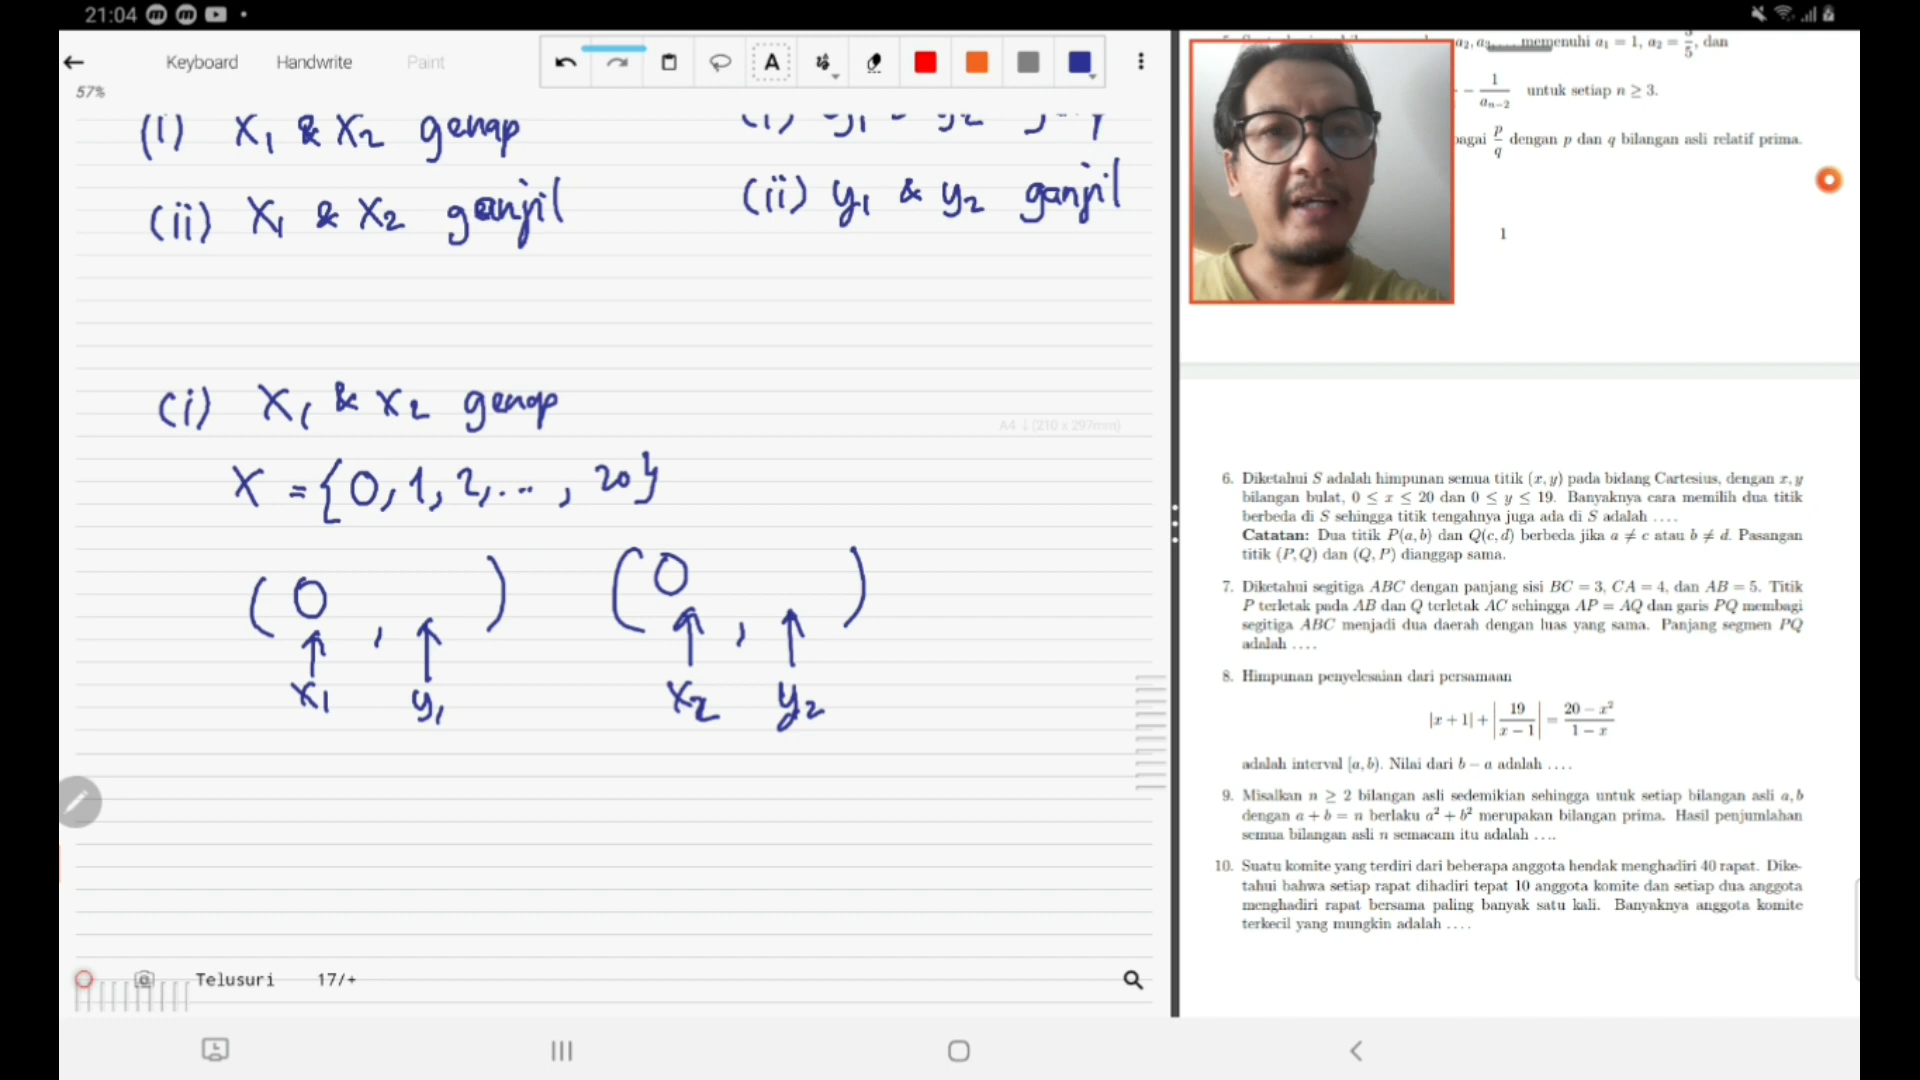 21:04
Keyboard Handwrite Paint
A
57%
(i) x₁ & x₂ genap
(ii) x₁ & x₂ ganjil
(ii) y₁ & y₂ ganjil
(i) x₁ & x₂ genap
A4 ↓ (210 x 297mm)
X = {0, 1, 2, ... , 20}
(0 , ) (0 , )
x₁ y₁ x₂ y₂
Telusuri 17/+
memenuhi a₁ = 1, a₂ = 3/5, dan
- 1/aₙ₋₂ untuk setiap n ≥ 3.
p/q dengan p dan q bilangan asli relatif prima.
1
6. Diketahui S adalah himpunan semua titik (x, y) pada bidang Cartesius, dengan x, y
bilangan bulat, 0 ≤ x ≤ 20 dan 0 ≤ y ≤ 19. Banyaknya cara memilih dua titik
berbeda di S sehingga titik tengahnya juga ada di S adalah ....
Catatan: Dua titik P(a, b) dan Q(c, d) berbeda jika a ≠ c atau b ≠ d. Pasangan
titik (P, Q) dan (Q, P) dianggap sama.
7. Diketahui segitiga ABC dengan panjang sisi BC = 3, CA = 4, dan AB = 5. Titik
P terletak pada AB dan Q terletak AC sehingga AP = AQ dan garis PQ membagi
segitiga ABC menjadi dua daerah dengan luas yang sama. Panjang segmen PQ
adalah ....
8. Himpunan penyelesaian dari persamaan
|x + 1| + |19/(x − 1)| = (20 − x²)/(1 − x)
adalah interval [a, b). Nilai dari b − a adalah ....
9. Misalkan n ≥ 2 bilangan asli sedemikian sehingga untuk setiap bilangan asli a, b
dengan a + b = n berlaku a² + b² merupakan bilangan prima. Hasil penjumlahan
semua bilangan asli n semacam itu adalah ....
10. Suatu komite yang terdiri dari beberapa anggota hendak menghadiri 40 rapat. Dike-
tahui bahwa setiap rapat dihadiri tepat 10 anggota komite dan setiap dua anggota
menghadiri rapat bersama paling banyak satu kali. Banyaknya anggota komite
terkecil yang mungkin adalah ....